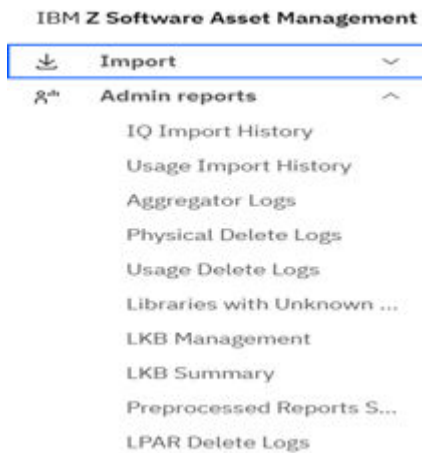 IBM Z Software Asset Management
Import
Admin reports
IQ Import History
Usage Import History
Aggregator Logs
Physical Delete Logs
Usage Delete Logs
Libraries with Unknown ...
LKB Management
LKB Summary
Preprocessed Reports S...
LPAR Delete Logs